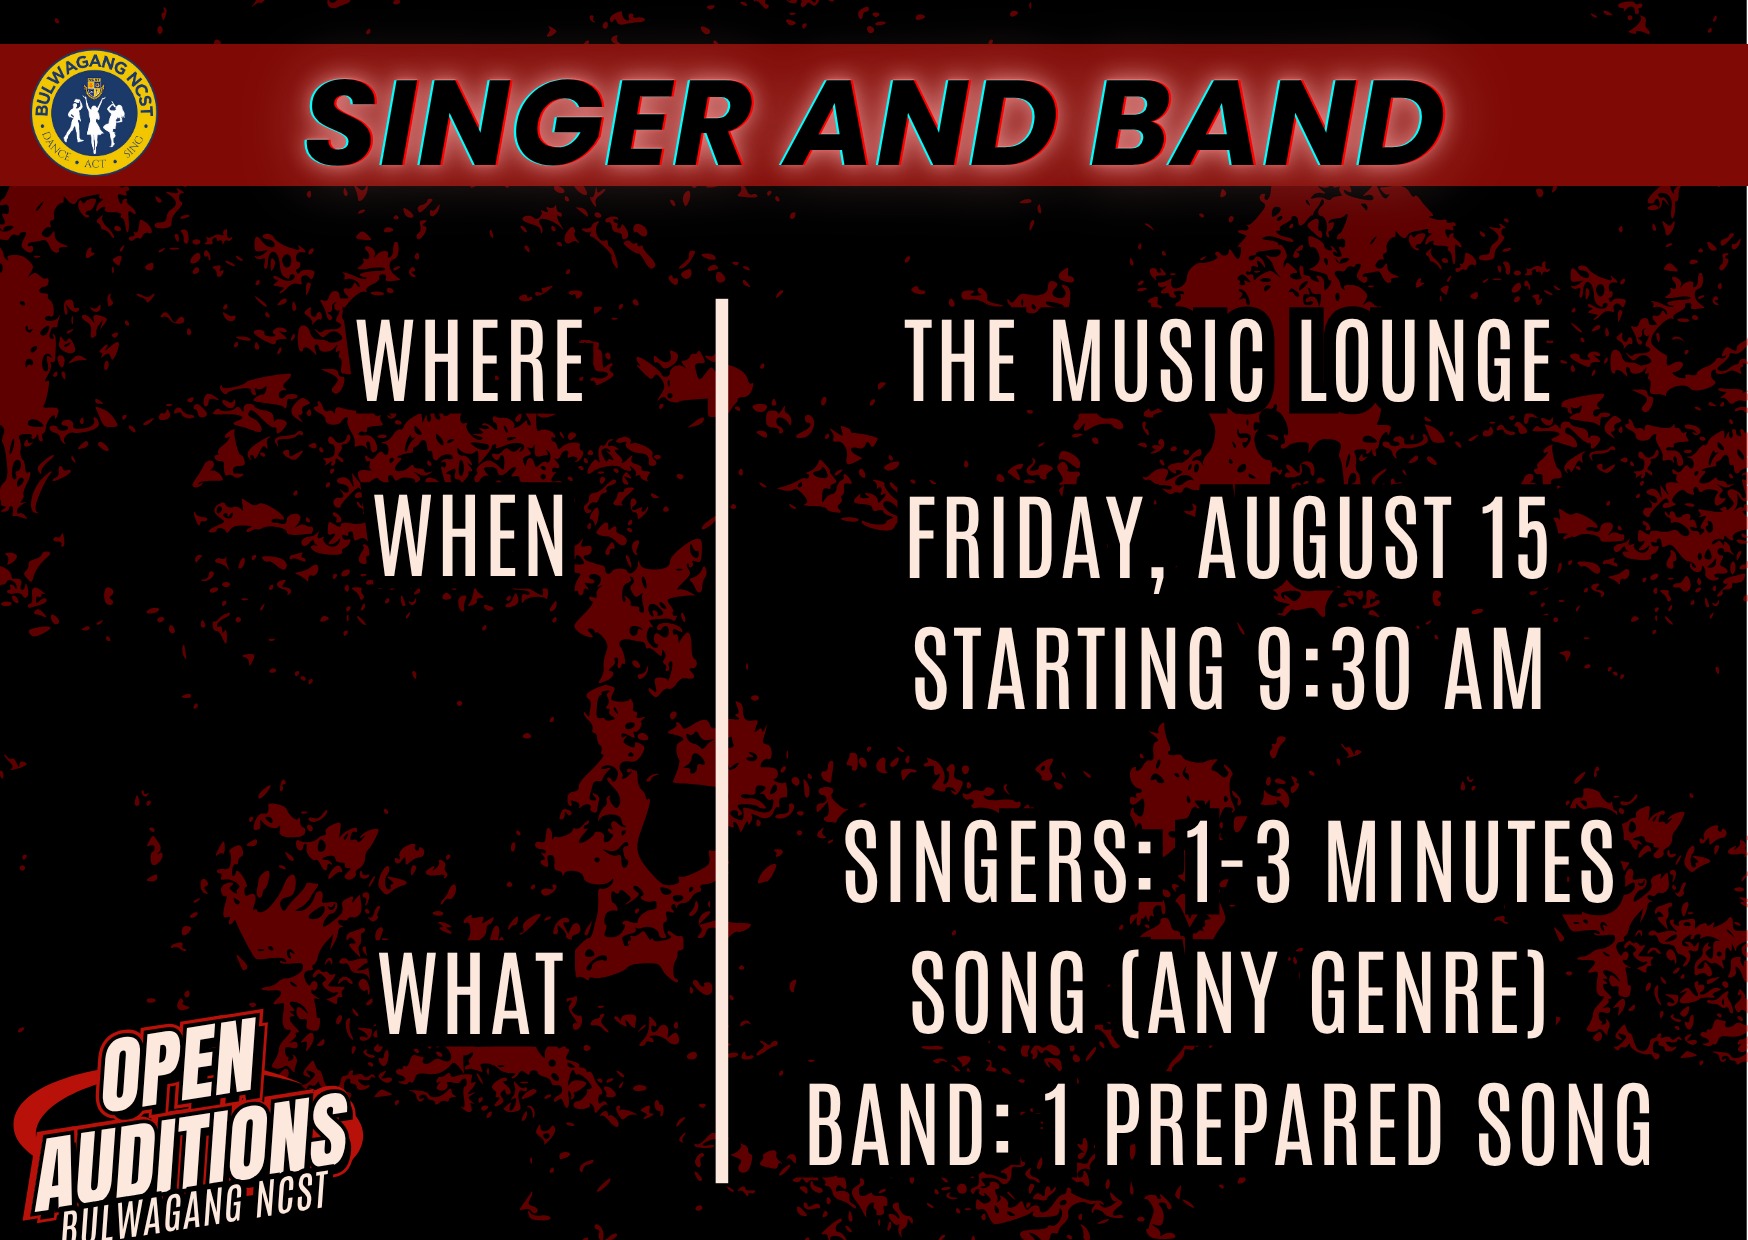 BULWAGANG NCST
DANCE • ACT • SING
SINGER AND BAND
WHERE
THE MUSIC LOUNGE
WHEN
FRIDAY, AUGUST 15
STARTING 9:30 AM
WHAT
SINGERS: 1-3 MINUTES
SONG (ANY GENRE)
BAND: 1 PREPARED SONG
OPEN
AUDITIONS
BULWAGANG NCST